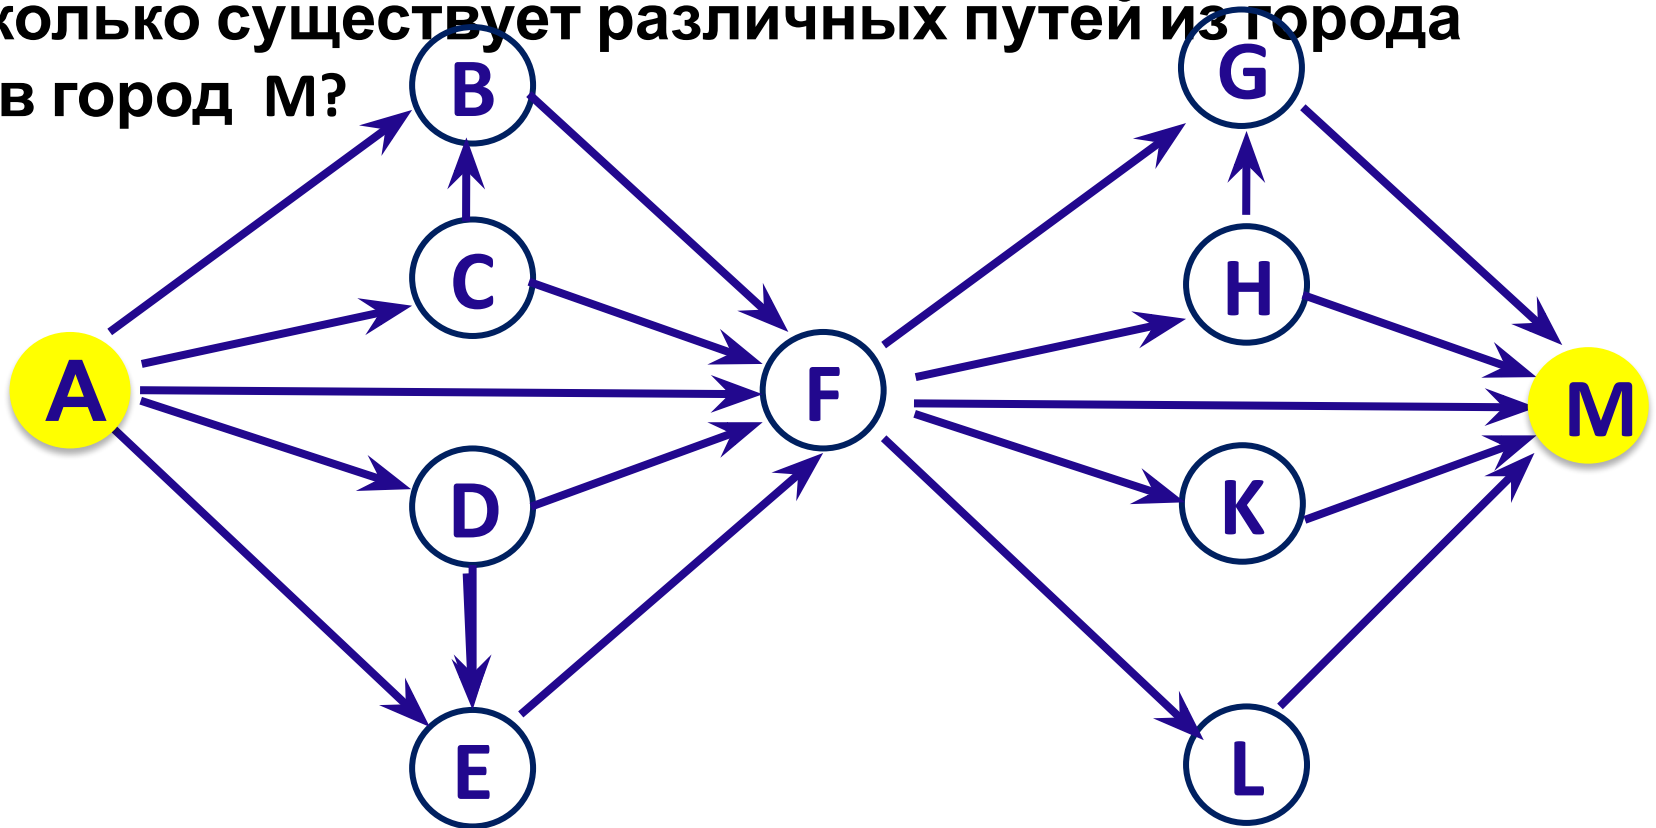 колько существует различных путей из города
в город М?
B
G
C
H
A
F
M
D
K
E
L